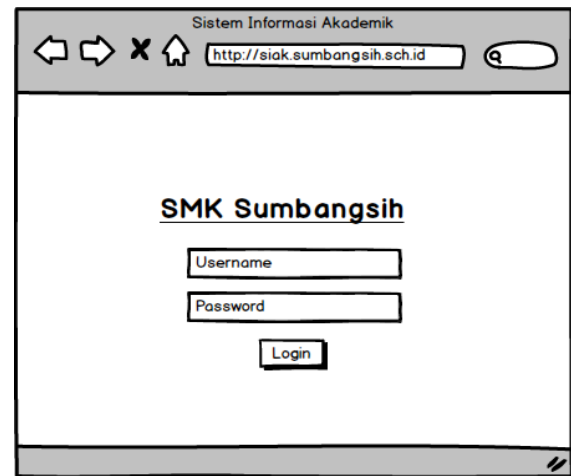 Sistem Informasi Akademik
http://siak.sumbangsih.sch.id
SMK Sumbangsih
Username
Password
Login